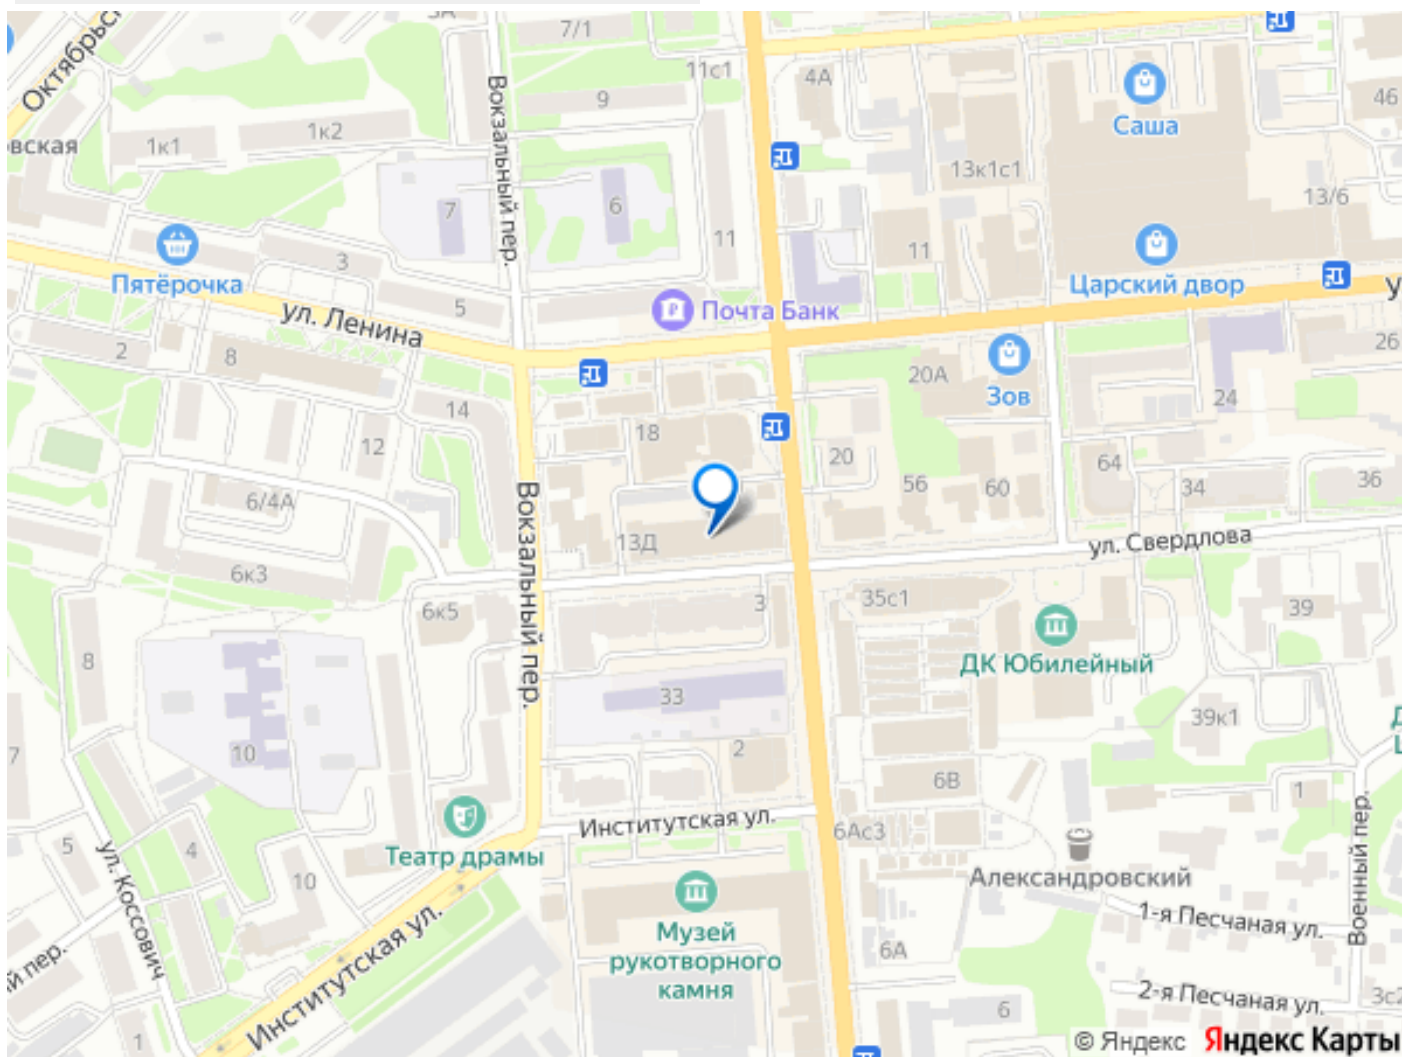 Октябрьск
3А
7/1
11с1
4А
Саша
46
9
1к2
1к1
вская
Вокзальный пер.
13к1с1
13/6
7
6
11
11
3
Пятёрочка
5
ул. Ленина
Почта Банк
Царский двор
У
2
8
20А
Зов
26
24
14
18
12
20
64
36
34
56
60
6/4А
Вокзальный пер.
13Д
ул. Свердлова
6к3
6к5
3
35с1
39
8
ДК Юбилейный
33
39к1
7
10
2
6В
1
Институтская ул.
6Ас3
Театр драмы
5
4
Александровский
ул. Коссович
10
1-я Песчаная ул.
Военный пер.
Музей
рукотворного
камня
6А
й пер.
Институтская ул.
2-я Песчаная ул.
3с2
6
1
© Яндекс Яндекс Карты